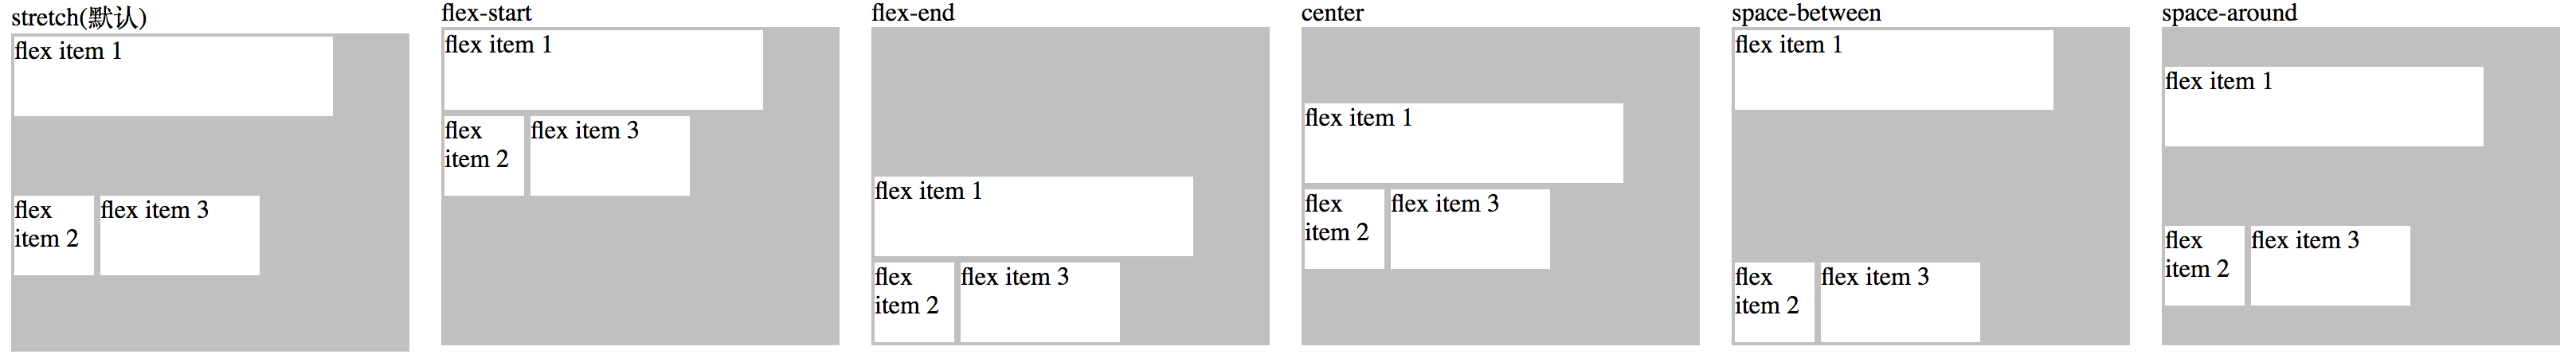 stretch(默认)
flex item 1
flex
item 2
flex item 3
flex-start
flex item 1
flex
item 2
flex item 3
flex-end
flex item 1
flex
item 2
flex item 3
center
flex item 1
flex
item 2
flex item 3
space-between
flex item 1
flex
item 2
flex item 3
space-around
flex item 1
flex
item 2
flex item 3